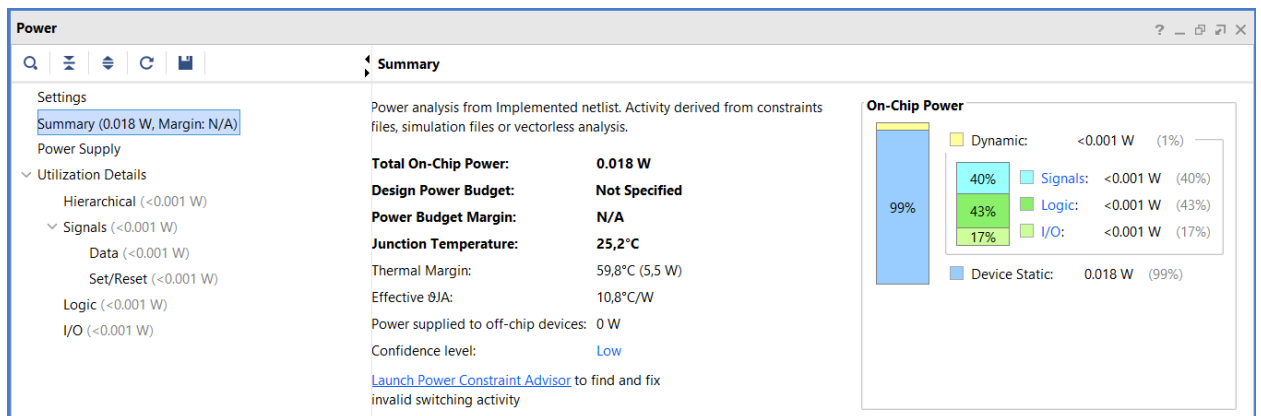 Power
? _
Summary
Settings
Summary (0.018 W, Margin: N/A)
Power Supply
Utilization Details
Hierarchical (<0.001 W)
Signals (<0.001 W)
Data (<0.001 W)
Set/Reset (<0.001 W)
Logic (<0.001 W)
I/O (<0.001 W)
Power analysis from Implemented netlist. Activity derived from constraints
files, simulation files or vectorless analysis.
Total On-Chip Power: 0.018 W
Design Power Budget: Not Specified
Power Budget Margin: N/A
Junction Temperature: 25,2°C
Thermal Margin: 59,8°C (5,5 W)
Effective ϑJA: 10,8°C/W
Power supplied to off-chip devices: 0 W
Confidence level: Low
Launch Power Constraint Advisor to find and fix
invalid switching activity
On-Chip Power
Dynamic: <0.001 W (1%)
40% Signals: <0.001 W (40%)
43% Logic: <0.001 W (43%)
17% I/O: <0.001 W (17%)
99%
Device Static: 0.018 W (99%)